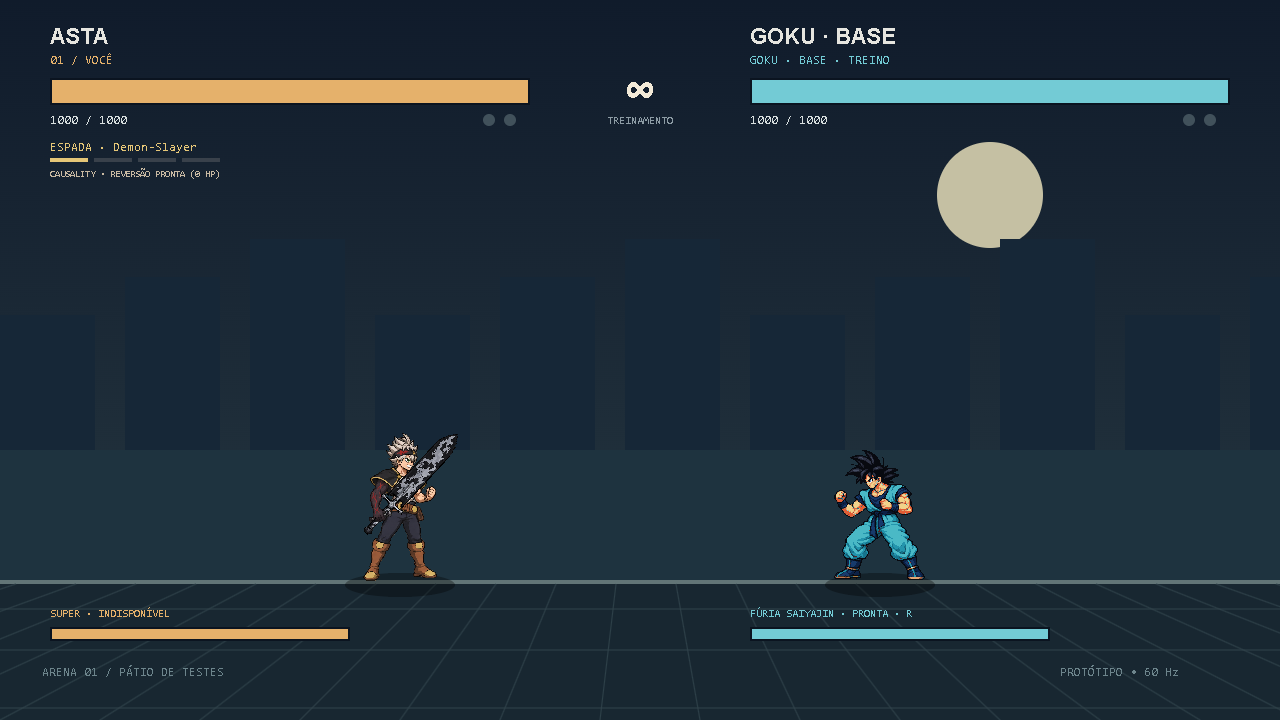 ASTA
01 / VOCÊ
1000 / 1000
ESPADA · Demon-Slayer
CAUSALITY · REVERSÃO PRONTA (0 HP)
∞
TREINAMENTO
GOKU · BASE
GOKU · BASE · TREINO
1000 / 1000
SUPER · INDISPONÍVEL
FÚRIA SAIYAJIN · PRONTA · R
ARENA 01 / PÁTIO DE TESTES
PROTÓTIPO • 60 Hz